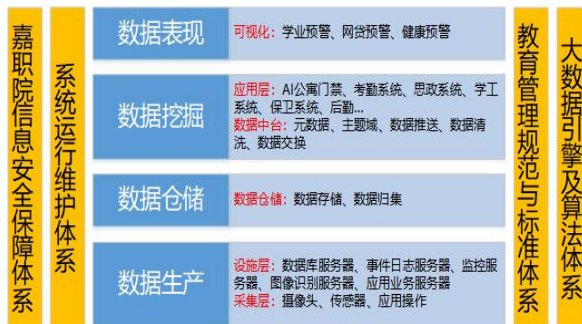 嘉职院信息安全保障体系
系统运行维护体系
数据表现
可视化：学业预警、网贷预警、健康预警
数据挖掘
应用层：AI公寓门禁、考勤系统、思政系统、学工
系统、保卫系统、后勤...
数据中台：元数据、主题域、数据推送、数据清
洗、数据交换
数据仓储
数据仓储：数据存储、数据归集
数据生产
设施层：数据库服务器、事件日志服务器、监控服
务器、图像识别服务器、应用业务服务器
采集层：摄像头、传感器、应用操作
教育管理规范与标准体系
大数据引擎及算法体系